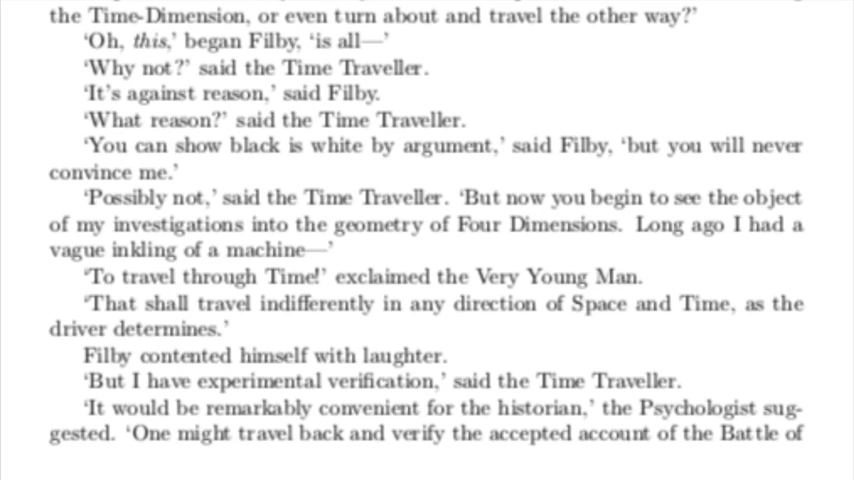 the Time-Dimension, or even turn about and travel the other way?’
‘Oh, this,’ began Filby, ‘is all—’
‘Why not?’ said the Time Traveller.
‘It’s against reason,’ said Filby.
‘What reason?’ said the Time Traveller.
‘You can show black is white by argument,’ said Filby, ‘but you will never
convince me.’
‘Possibly not,’ said the Time Traveller. ‘But now you begin to see the object
of my investigations into the geometry of Four Dimensions. Long ago I had a
vague inkling of a machine—’
‘To travel through Time!’ exclaimed the Very Young Man.
‘That shall travel indifferently in any direction of Space and Time, as the
driver determines.’
Filby contented himself with laughter.
‘But I have experimental verification,’ said the Time Traveller.
‘It would be remarkably convenient for the historian,’ the Psychologist sug-
gested. ‘One might travel back and verify the accepted account of the Battle of